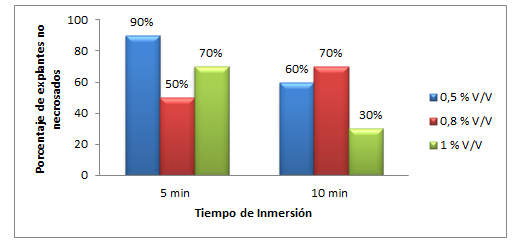 Porcentaje de explantes no
necrosados
100
80
60
40
20
0
90%
50%
70%
60%
70%
30%
5 min
10 min
Tiempo de Inmersión
0,5 % V/V
0,8 % V/V
1 % V/V